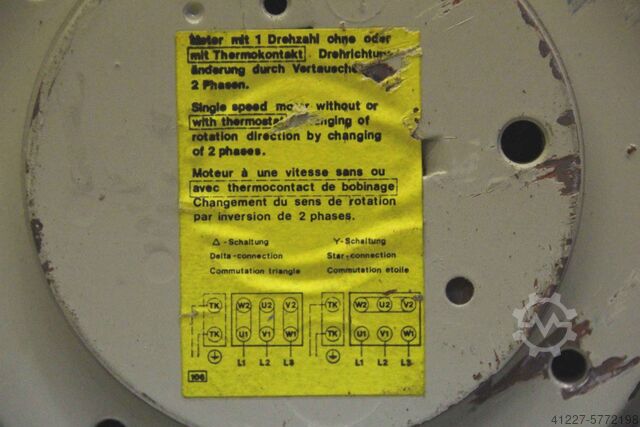 Motor mit 1 Drehzahl ohne oder
mit Thermokontakt. Drehrichtung
änderung durch
2 Phasen.
Single speed motor without or
with thermostat
rotation direction by changing
of 2 phases.
Moteur à une vitesse sans ou
avec thermocontact de bobinage
Changement du sens de rotation
par inversion de 2 phases.
△ -Schaltung Y-Schaltung
Delta-connection Star-connection
Commutation triangle Commutation etoile
TK W2 U2 V2 TK W2 U2 V2
TK U1 V1 W1 TK U1 V1 W1
L1 L2 L3 L1 L2 L3
106
41227-5772198